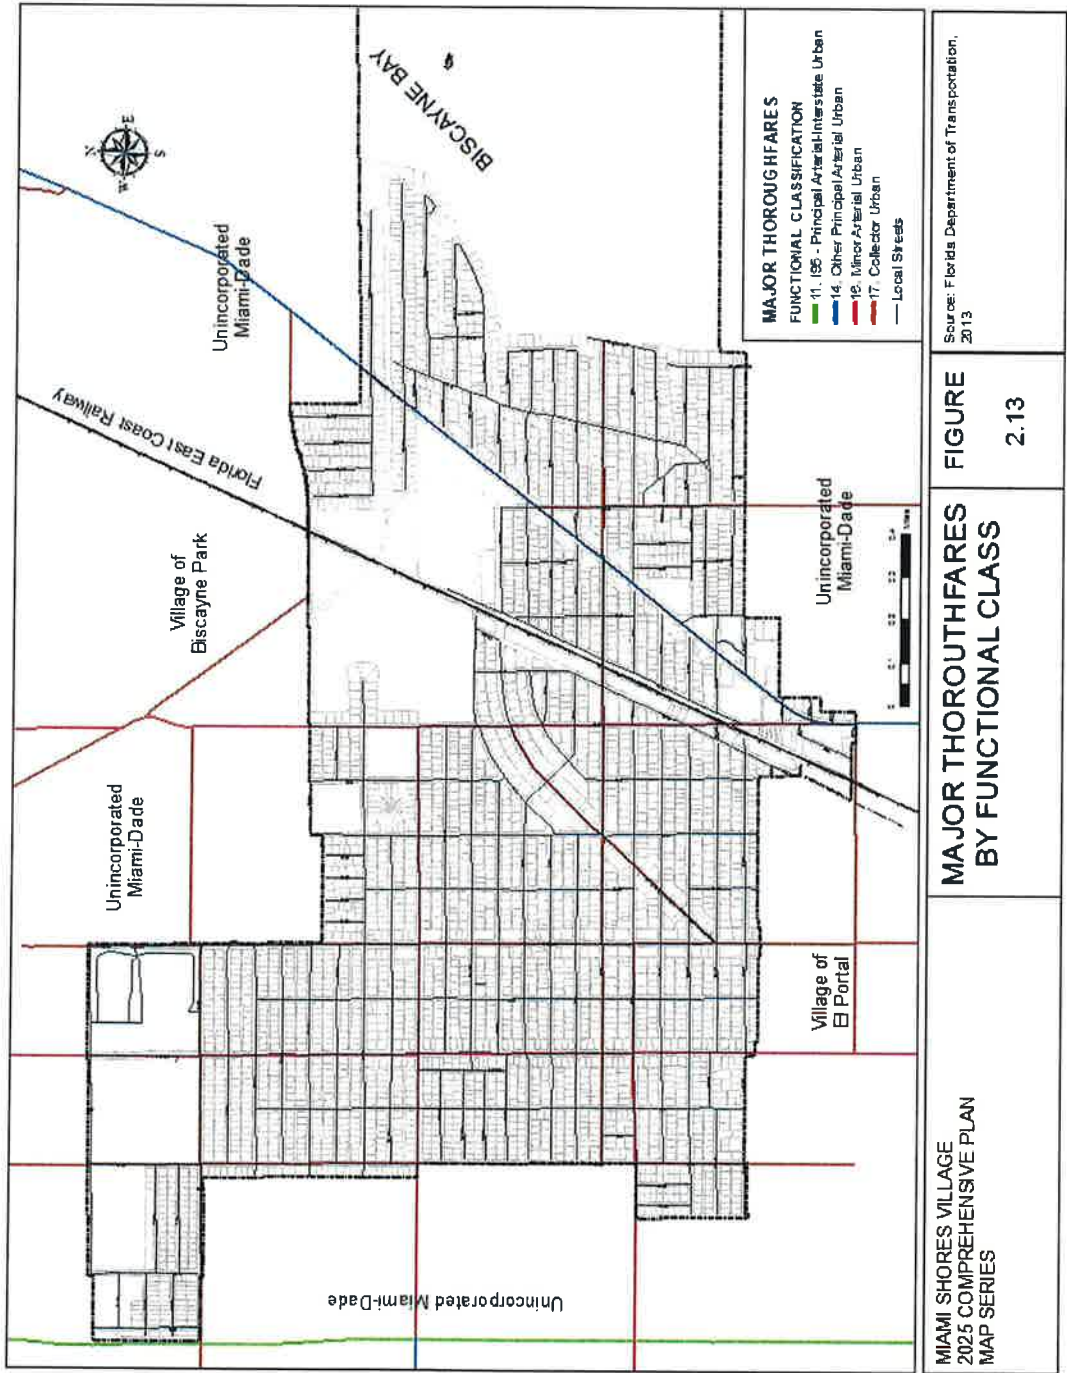 N
E
S
W
BISCAYNE BAY
Unincorporated
Miami-Dade
Florida East Coast Railway
Village of
Biscayne Park
Unincorporated
Miami-Dade
Unincorporated Miami-Dade
Village of
El Portal
Unincorporated
Miami-Dade
MAJOR THOROUGHFARES
FUNCTIONAL CLASSIFICATION
11. I95 - Principal Arterial-Interstate Urban
14. Other Principal Arterial Urban
16. Minor Arterial Urban
17. Collector Urban
Local Streets
MIAMI SHORES VILLAGE
2025 COMPREHENSIVE PLAN
MAP SERIES
MAJOR THOROUTHFARES
BY FUNCTIONAL CLASS
FIGURE
2.13
Source: Florida Department of Transportation,
2013